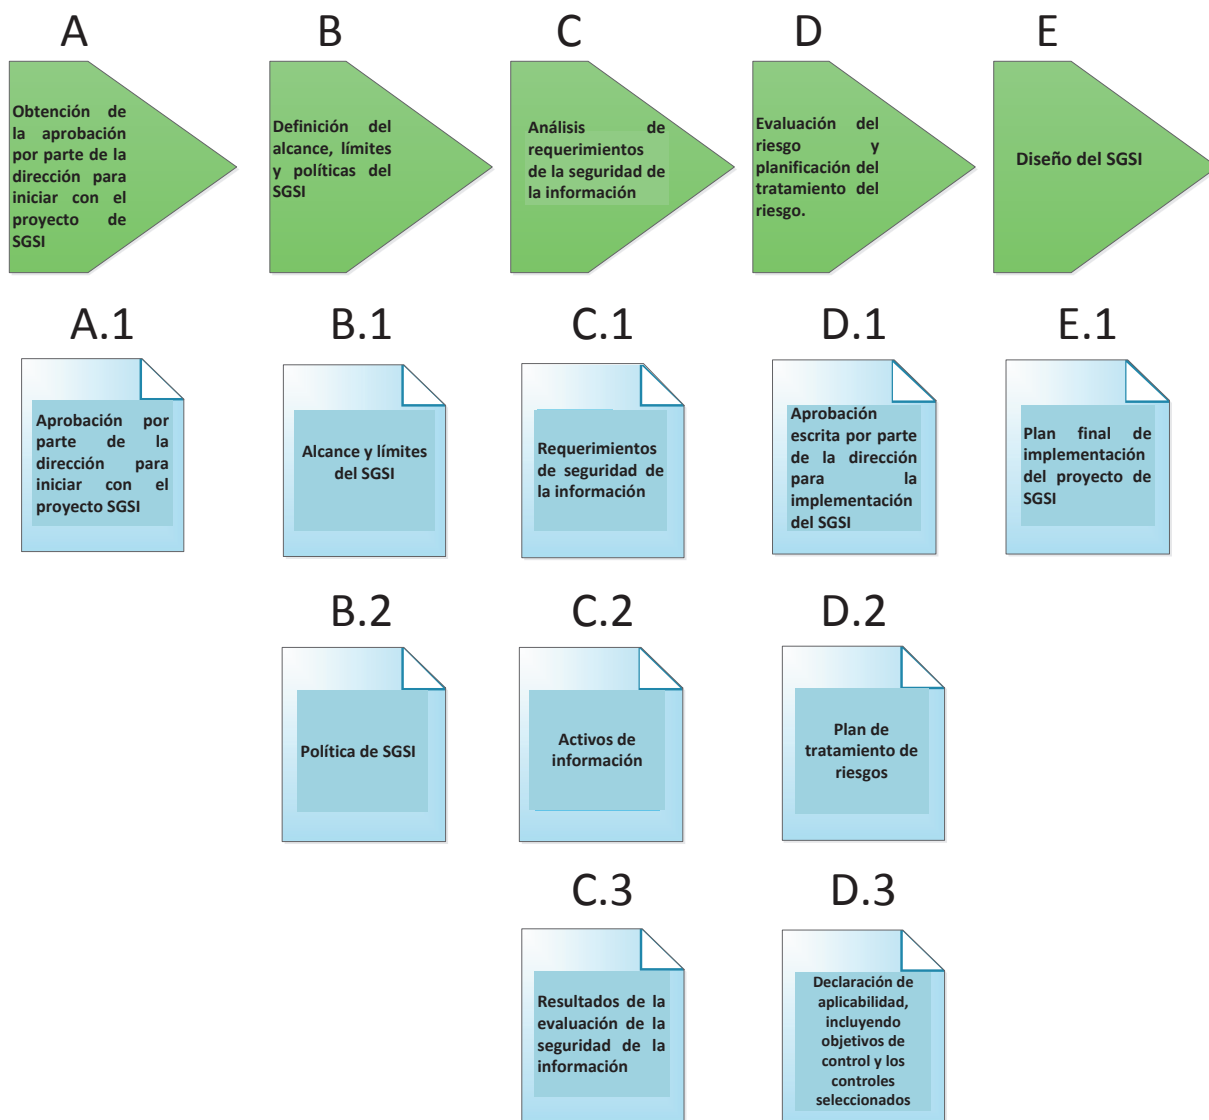 A
B
C
D
E
Obtención de
la aprobación
por parte de la
dirección para
iniciar con el
proyecto de
SGSI
Definición del
alcance, límites
y políticas del
SGSI
Análisis de
requerimientos
de la seguridad de
la información
Evaluación del
riesgo y
planificación del
tratamiento del
riesgo.
Diseño del SGSI
A.1
B.1
C.1
D.1
E.1
Aprobación por
parte de la
dirección para
iniciar con el
proyecto SGSI
Alcance y límites
del SGSI
Requerimientos
de seguridad de
la información
Aprobación
escrita por parte
de la dirección
para la
implementación
del SGSI
Plan final de
implementación
del proyecto de
SGSI
B.2
C.2
D.2
Política de SGSI
Activos de
información
Plan de
tratamiento de
riesgos
C.3
D.3
Resultados de la
evaluación de la
seguridad de la
información
Declaración de
aplicabilidad,
incluyendo
objetivos de
control y los
controles
seleccionados